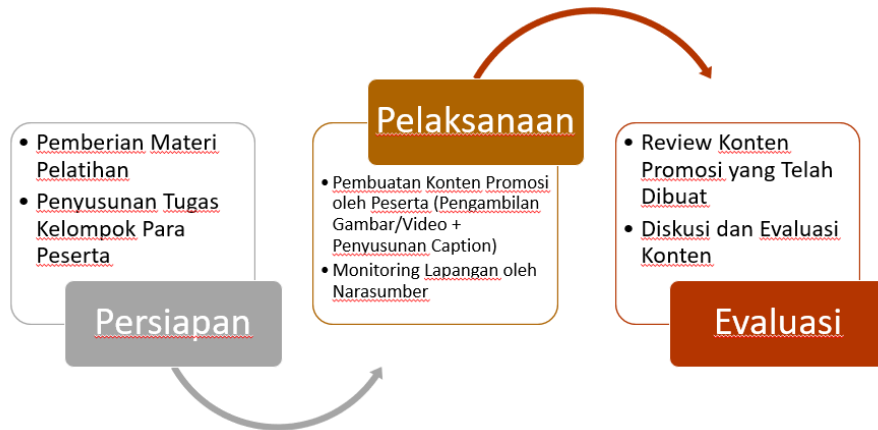 • Pemberian Materi
Pelatihan
• Penyusunan Tugas
Kelompok Para
Peserta
Persiapan
Pelaksanaan
• Pembuatan Konten Promosi
oleh Peserta (Pengambilan
Gambar/Video +
Penyusunan Caption)
• Monitoring Lapangan oleh
Narasumber
• Review Konten
Promosi yang Telah
Dibuat
• Diskusi dan Evaluasi
Konten
Evaluasi